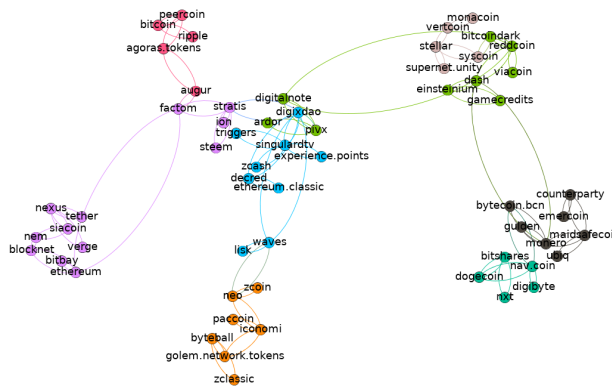 peercoin
bitcoin
ripple
agoras.tokens
augur
factom
monacoin
vertcoin
bitcoindark
stellar
reddcoin
syscoin
supernet.unity
viacoin
dash
einsteinium
gamecredits
digitalnote
stratis
digixdao
ion
ardor
triggers
pivx
steem
singulardtv
experience.points
zcash
decred
ethereum.classic
nexus
tether
siacoin
nem
verge
blocknet
bitbay
ethereum
waves
lisk
counterparty
bytecoin.bcn
emercoin
gulden
maidsafecoin
monero
ubiq
bitshares
nav.coin
dogecoin
digibyte
nxt
zcoin
neo
paccoin
iconomi
byteball
golem.network.tokens
zclassic